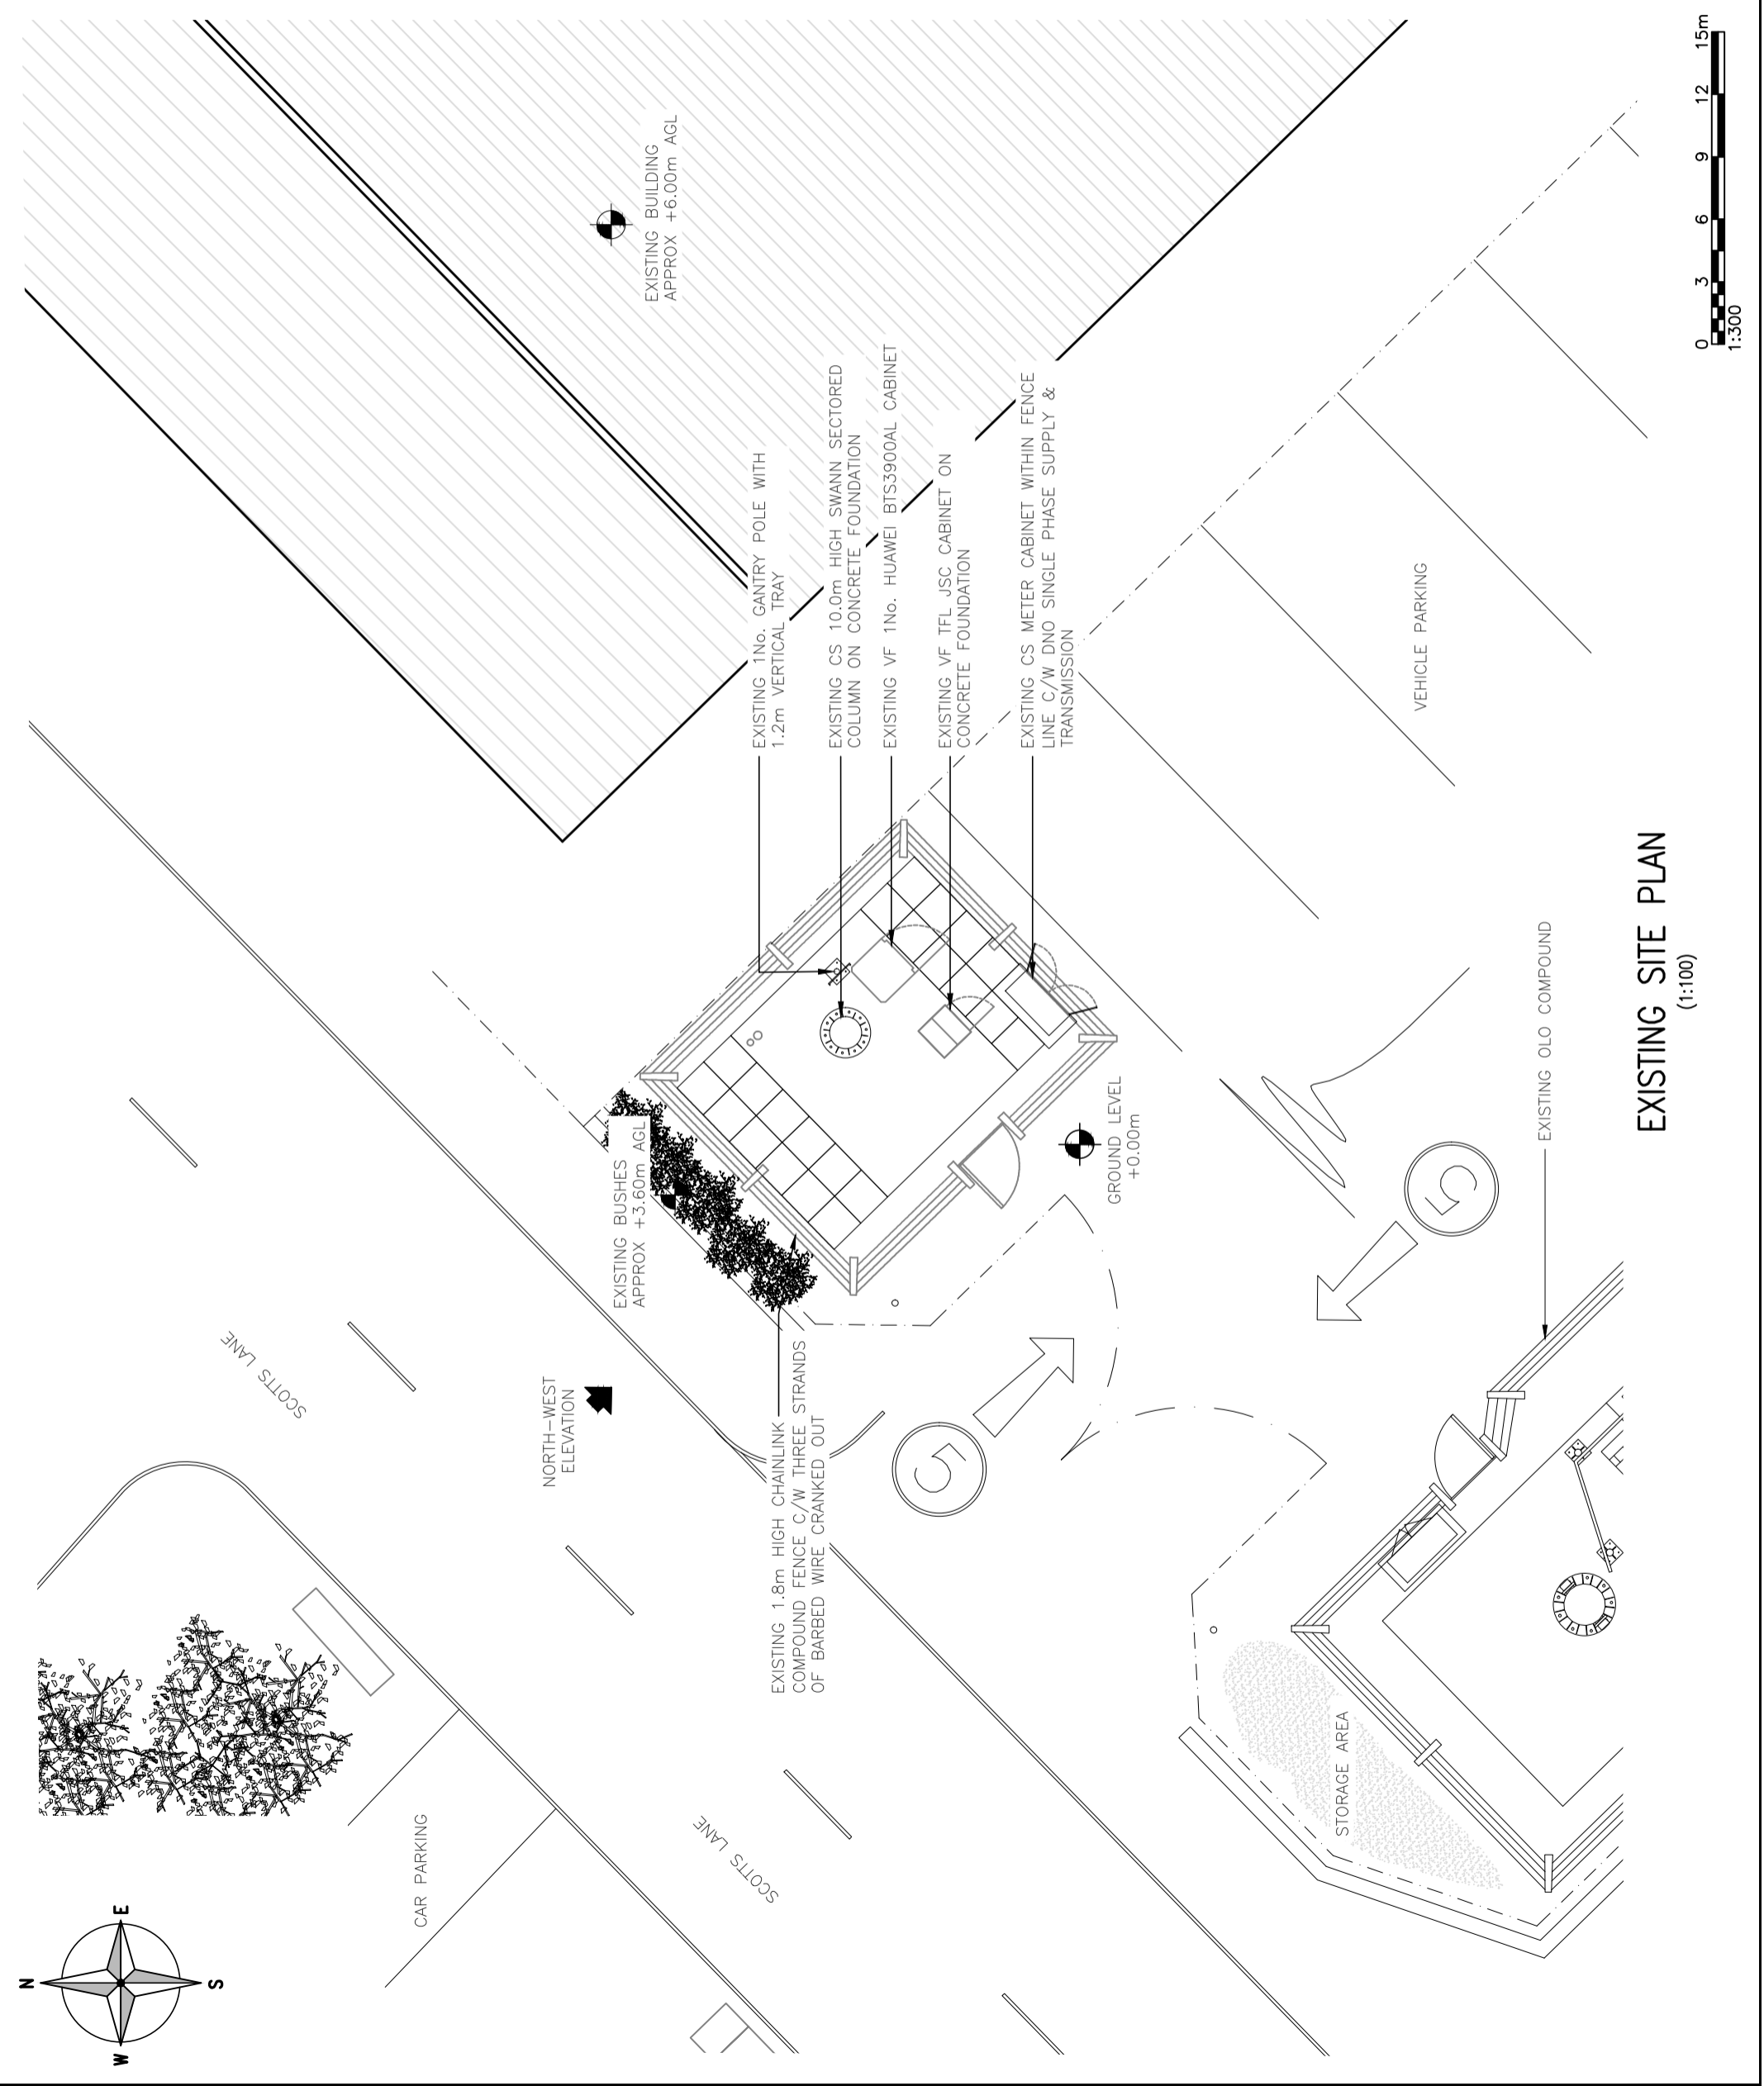 N
E
S
W
CAR PARKING
SCOTTS LANE
SCOTTS LANE
NORTH-WEST
ELEVATION
EXISTING BUSHES
APPROX +3.60m AGL
EXISTING BUILDING
APPROX +6.00m AGL
EXISTING 1No. GANTRY POLE WITH
1.2m VERTICAL TRAY
EXISTING CS 10.0m HIGH SWANN SECTORED
COLUMN ON CONCRETE FOUNDATION
EXISTING VF 1No. HUAWEI BTS3900AL CABINET
EXISTING VF TFL JSC CABINET ON
CONCRETE FOUNDATION
EXISTING CS METER CABINET WITHIN FENCE
LINE C/W DNO SINGLE PHASE SUPPLY &
TRANSMISSION
EXISTING 1.8m HIGH CHAINLINK
COMPOUND FENCE C/W THREE STRANDS
OF BARBED WIRE CRANKED OUT
GROUND LEVEL
+0.00m
5
5
VEHICLE PARKING
STORAGE AREA
EXISTING OLO COMPOUND
EXISTING SITE PLAN
(1:100)
0 3 6 9 12 15m
1:300